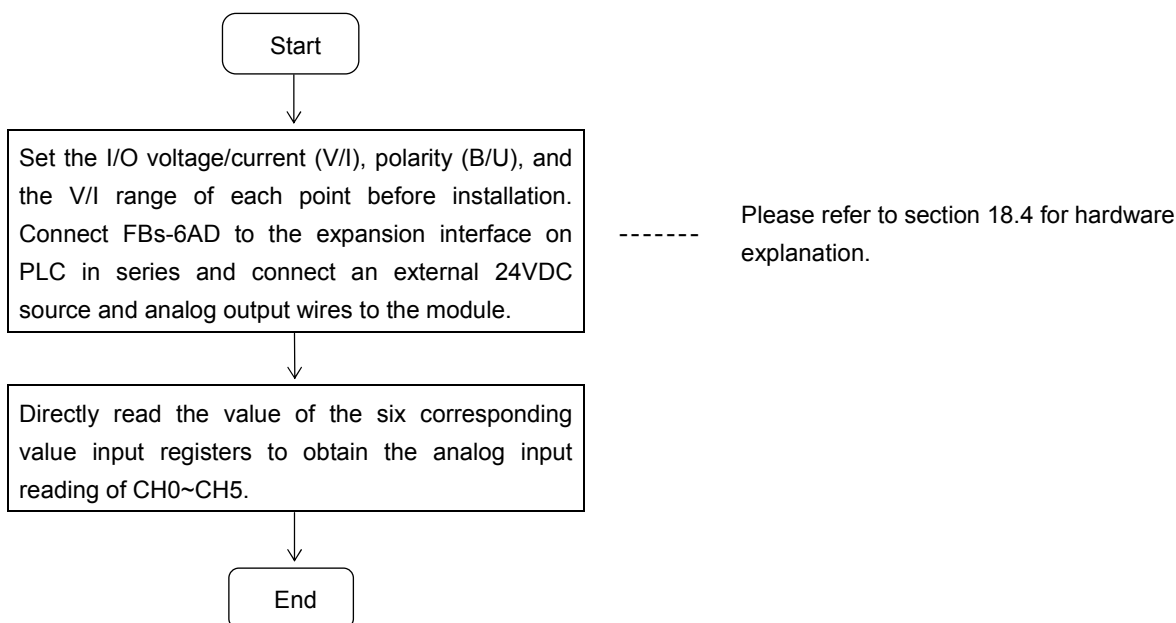 Start
Set the I/O voltage/current (V/I), polarity (B/U), and
the V/I range of each point before installation.
Connect FBs-6AD to the expansion interface on
PLC in series and connect an external 24VDC
source and analog output wires to the module.
Please refer to section 18.4 for hardware
explanation.
Directly read the value of the six corresponding
value input registers to obtain the analog input
reading of CH0~CH5.
End